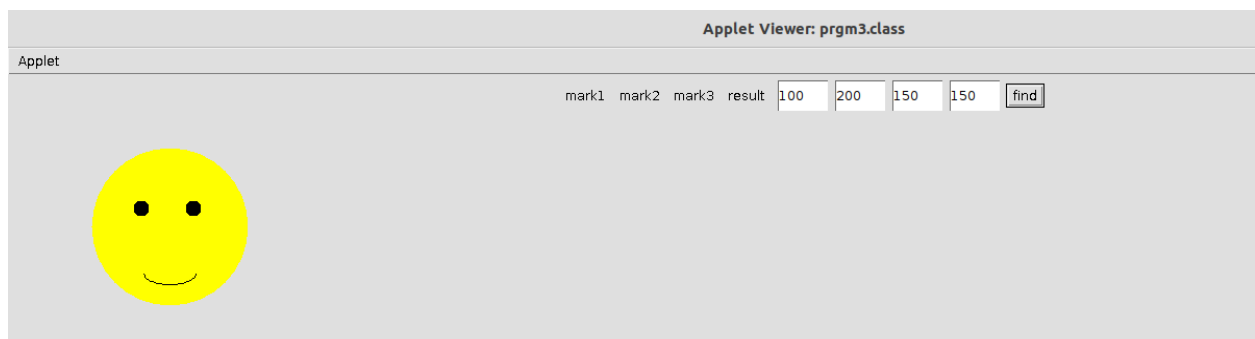 Applet Viewer: prgm3.class
Applet
mark1 mark2 mark3 result 100 200 150 150 find